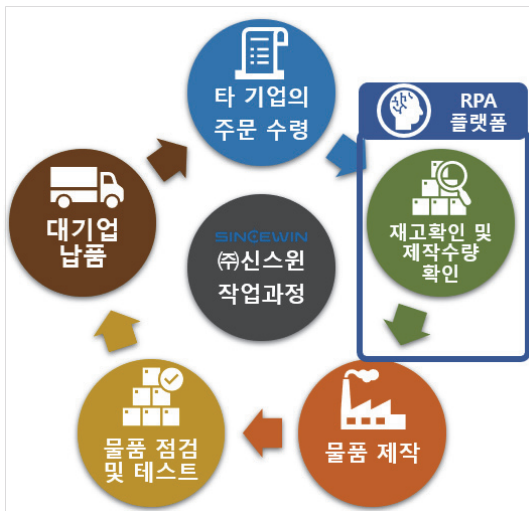 타 기업의
주문 수령
RPA
플랫폼
재고확인 및
제작수량
확인
물품 제작
물품 점검
및 테스트
대기업
납품
SINCEWIN
㈜신스윈
작업과정